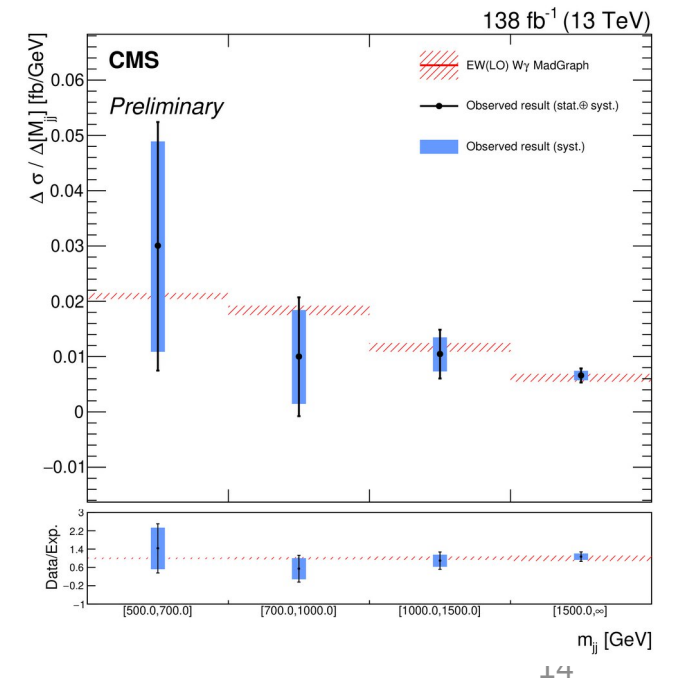 138 fb⁻¹ (13 TeV)
CMS
Preliminary
EW(LO) Wγ MadGraph
Observed result (stat.⊕ syst.)
Observed result (syst.)
Δ σ / Δ[M_jj] [fb/GeV]
0.06
0.05
0.04
0.03
0.02
0.01
0
−0.01
Data/Exp.
3
2.2
1.4
0.6
−0.2
−1
[500.0,700.0] [700.0,1000.0] [1000.0,1500.0] [1500.0,∞]
m_jj [GeV]
14